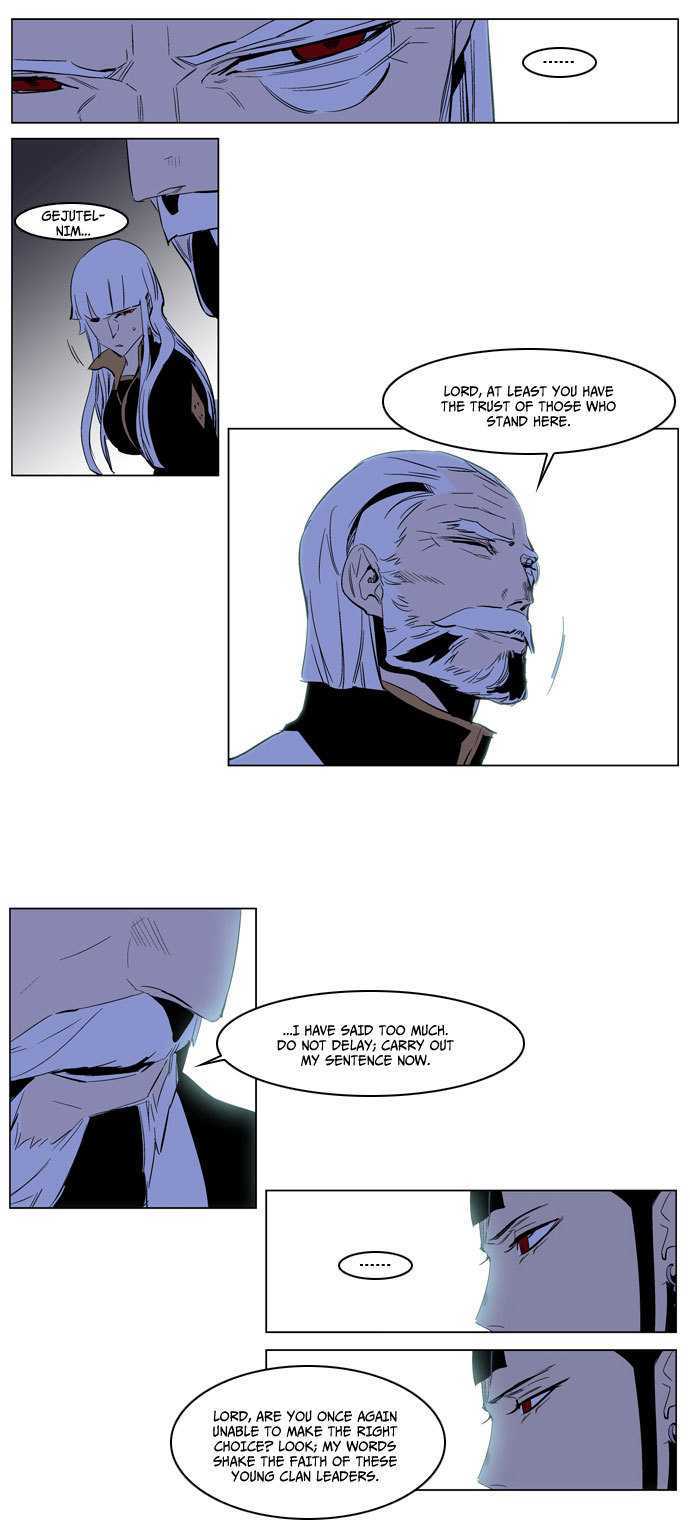 ------
GEJUTEL-
NIM...
LORD, AT LEAST YOU HAVE
THE TRUST OF THOSE WHO
STAND HERE.
...I HAVE SAID TOO MUCH.
DO NOT DELAY; CARRY OUT
MY SENTENCE NOW.
------
LORD, ARE YOU ONCE AGAIN
UNABLE TO MAKE THE RIGHT
CHOICE? LOOK; MY WORDS
SHAKE THE FAITH OF THESE
YOUNG CLAN LEADERS.